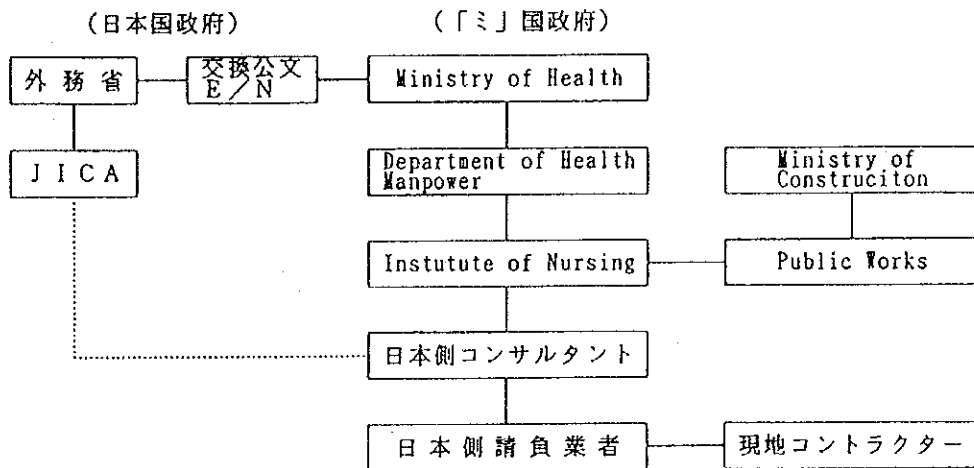 (日本国政府) (「ミ」国政府)
外務省 交換公文 Ministry of Health
E/N
JICA Department of Health Ministry of
Manpower Construciton
Instutute of Nursing Public Works
日本側コンサルタント
日本側請負業者 現地コントラクター